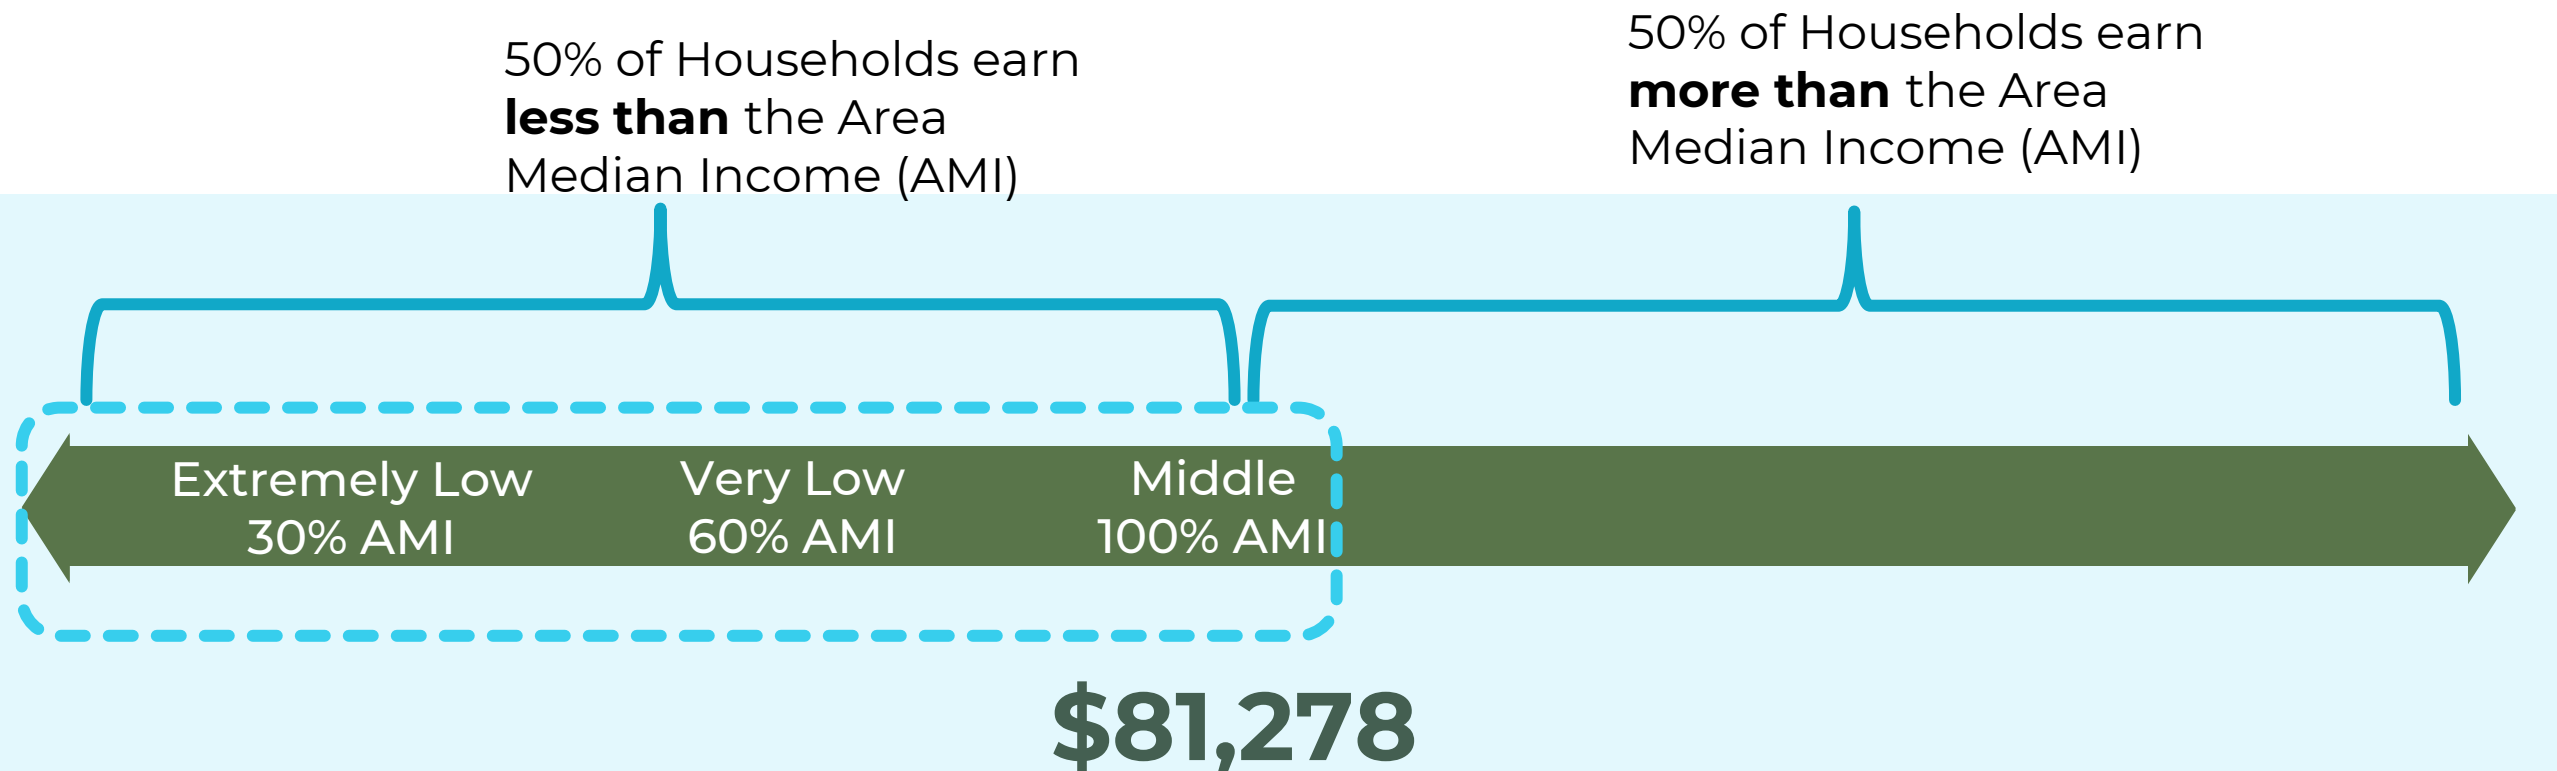 50% of Households earn
less than the Area
Median Income (AMI)
50% of Households earn
more than the Area
Median Income (AMI)
Extremely Low
30% AMI
Very Low
60% AMI
Middle
100% AMI
$81,278